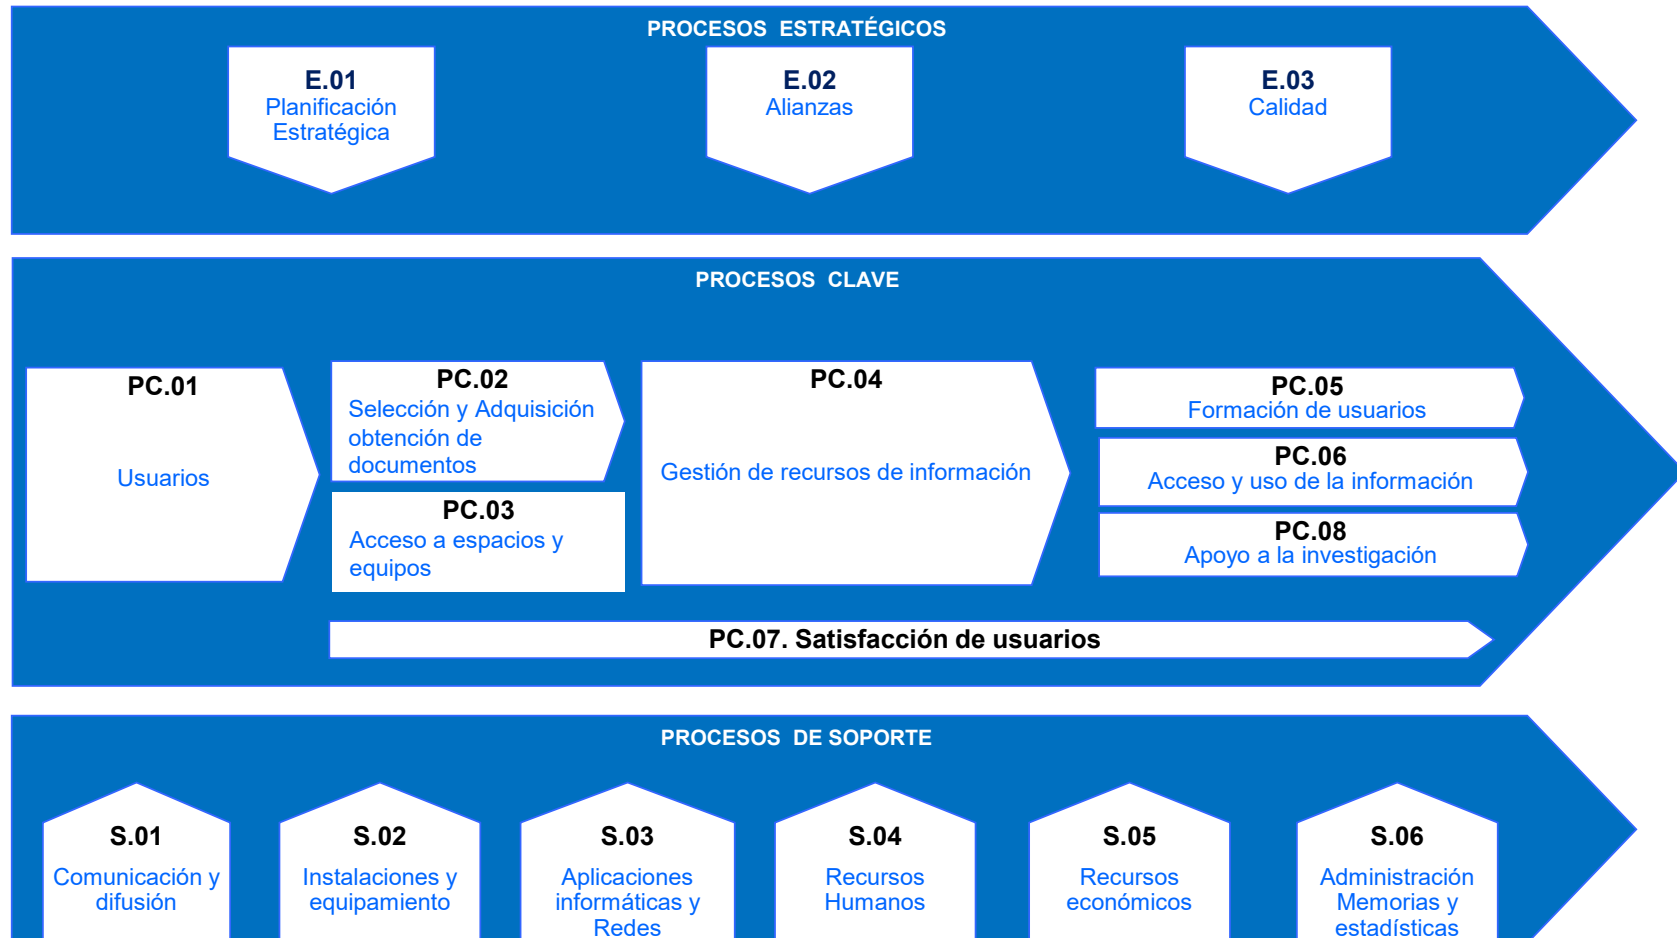 PROCESOS ESTRATÉGICOS
E.01
Planificación
Estratégica
E.02
Alianzas
E.03
Calidad
PROCESOS CLAVE
PC.01
Usuarios
PC.02
Selección y Adquisición
obtención de
documentos
PC.03
Acceso a espacios y
equipos
PC.04
Gestión de recursos de información
PC.05
Formación de usuarios
PC.06
Acceso y uso de la información
PC.08
Apoyo a la investigación
PC.07. Satisfacción de usuarios
PROCESOS DE SOPORTE
S.01
Comunicación y
difusión
S.02
Instalaciones y
equipamiento
S.03
Aplicaciones
informáticas y
Redes
S.04
Recursos
Humanos
S.05
Recursos
económicos
S.06
Administración
Memorias y
estadísticas